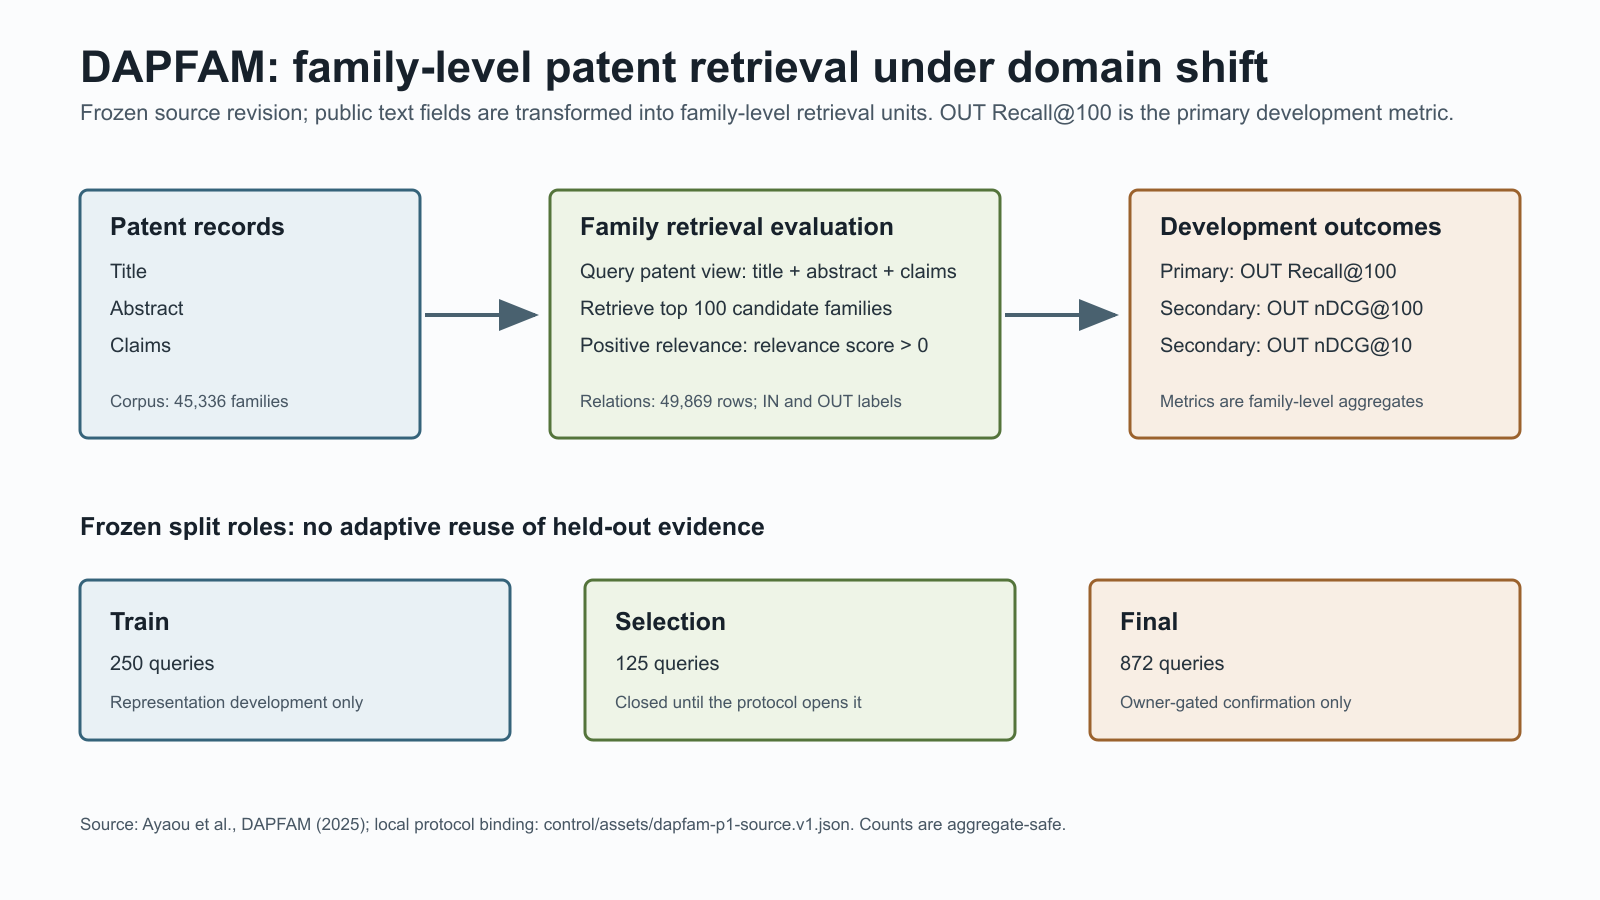 DAPFAM: family-level patent retrieval under domain shift
Frozen source revision; public text fields are transformed into family-level retrieval units. OUT Recall@100 is the primary development metric.
Patent records
Title
Abstract
Claims
Corpus: 45,336 families
Family retrieval evaluation
Query patent view: title + abstract + claims
Retrieve top 100 candidate families
Positive relevance: relevance score > 0
Relations: 49,869 rows; IN and OUT labels
Development outcomes
Primary: OUT Recall@100
Secondary: OUT nDCG@100
Secondary: OUT nDCG@10
Metrics are family-level aggregates
Frozen split roles: no adaptive reuse of held-out evidence
Train
250 queries
Representation development only
Selection
125 queries
Closed until the protocol opens it
Final
872 queries
Owner-gated confirmation only
Source: Ayaou et al., DAPFAM (2025); local protocol binding: control/assets/dapfam-p1-source.v1.json. Counts are aggregate-safe.